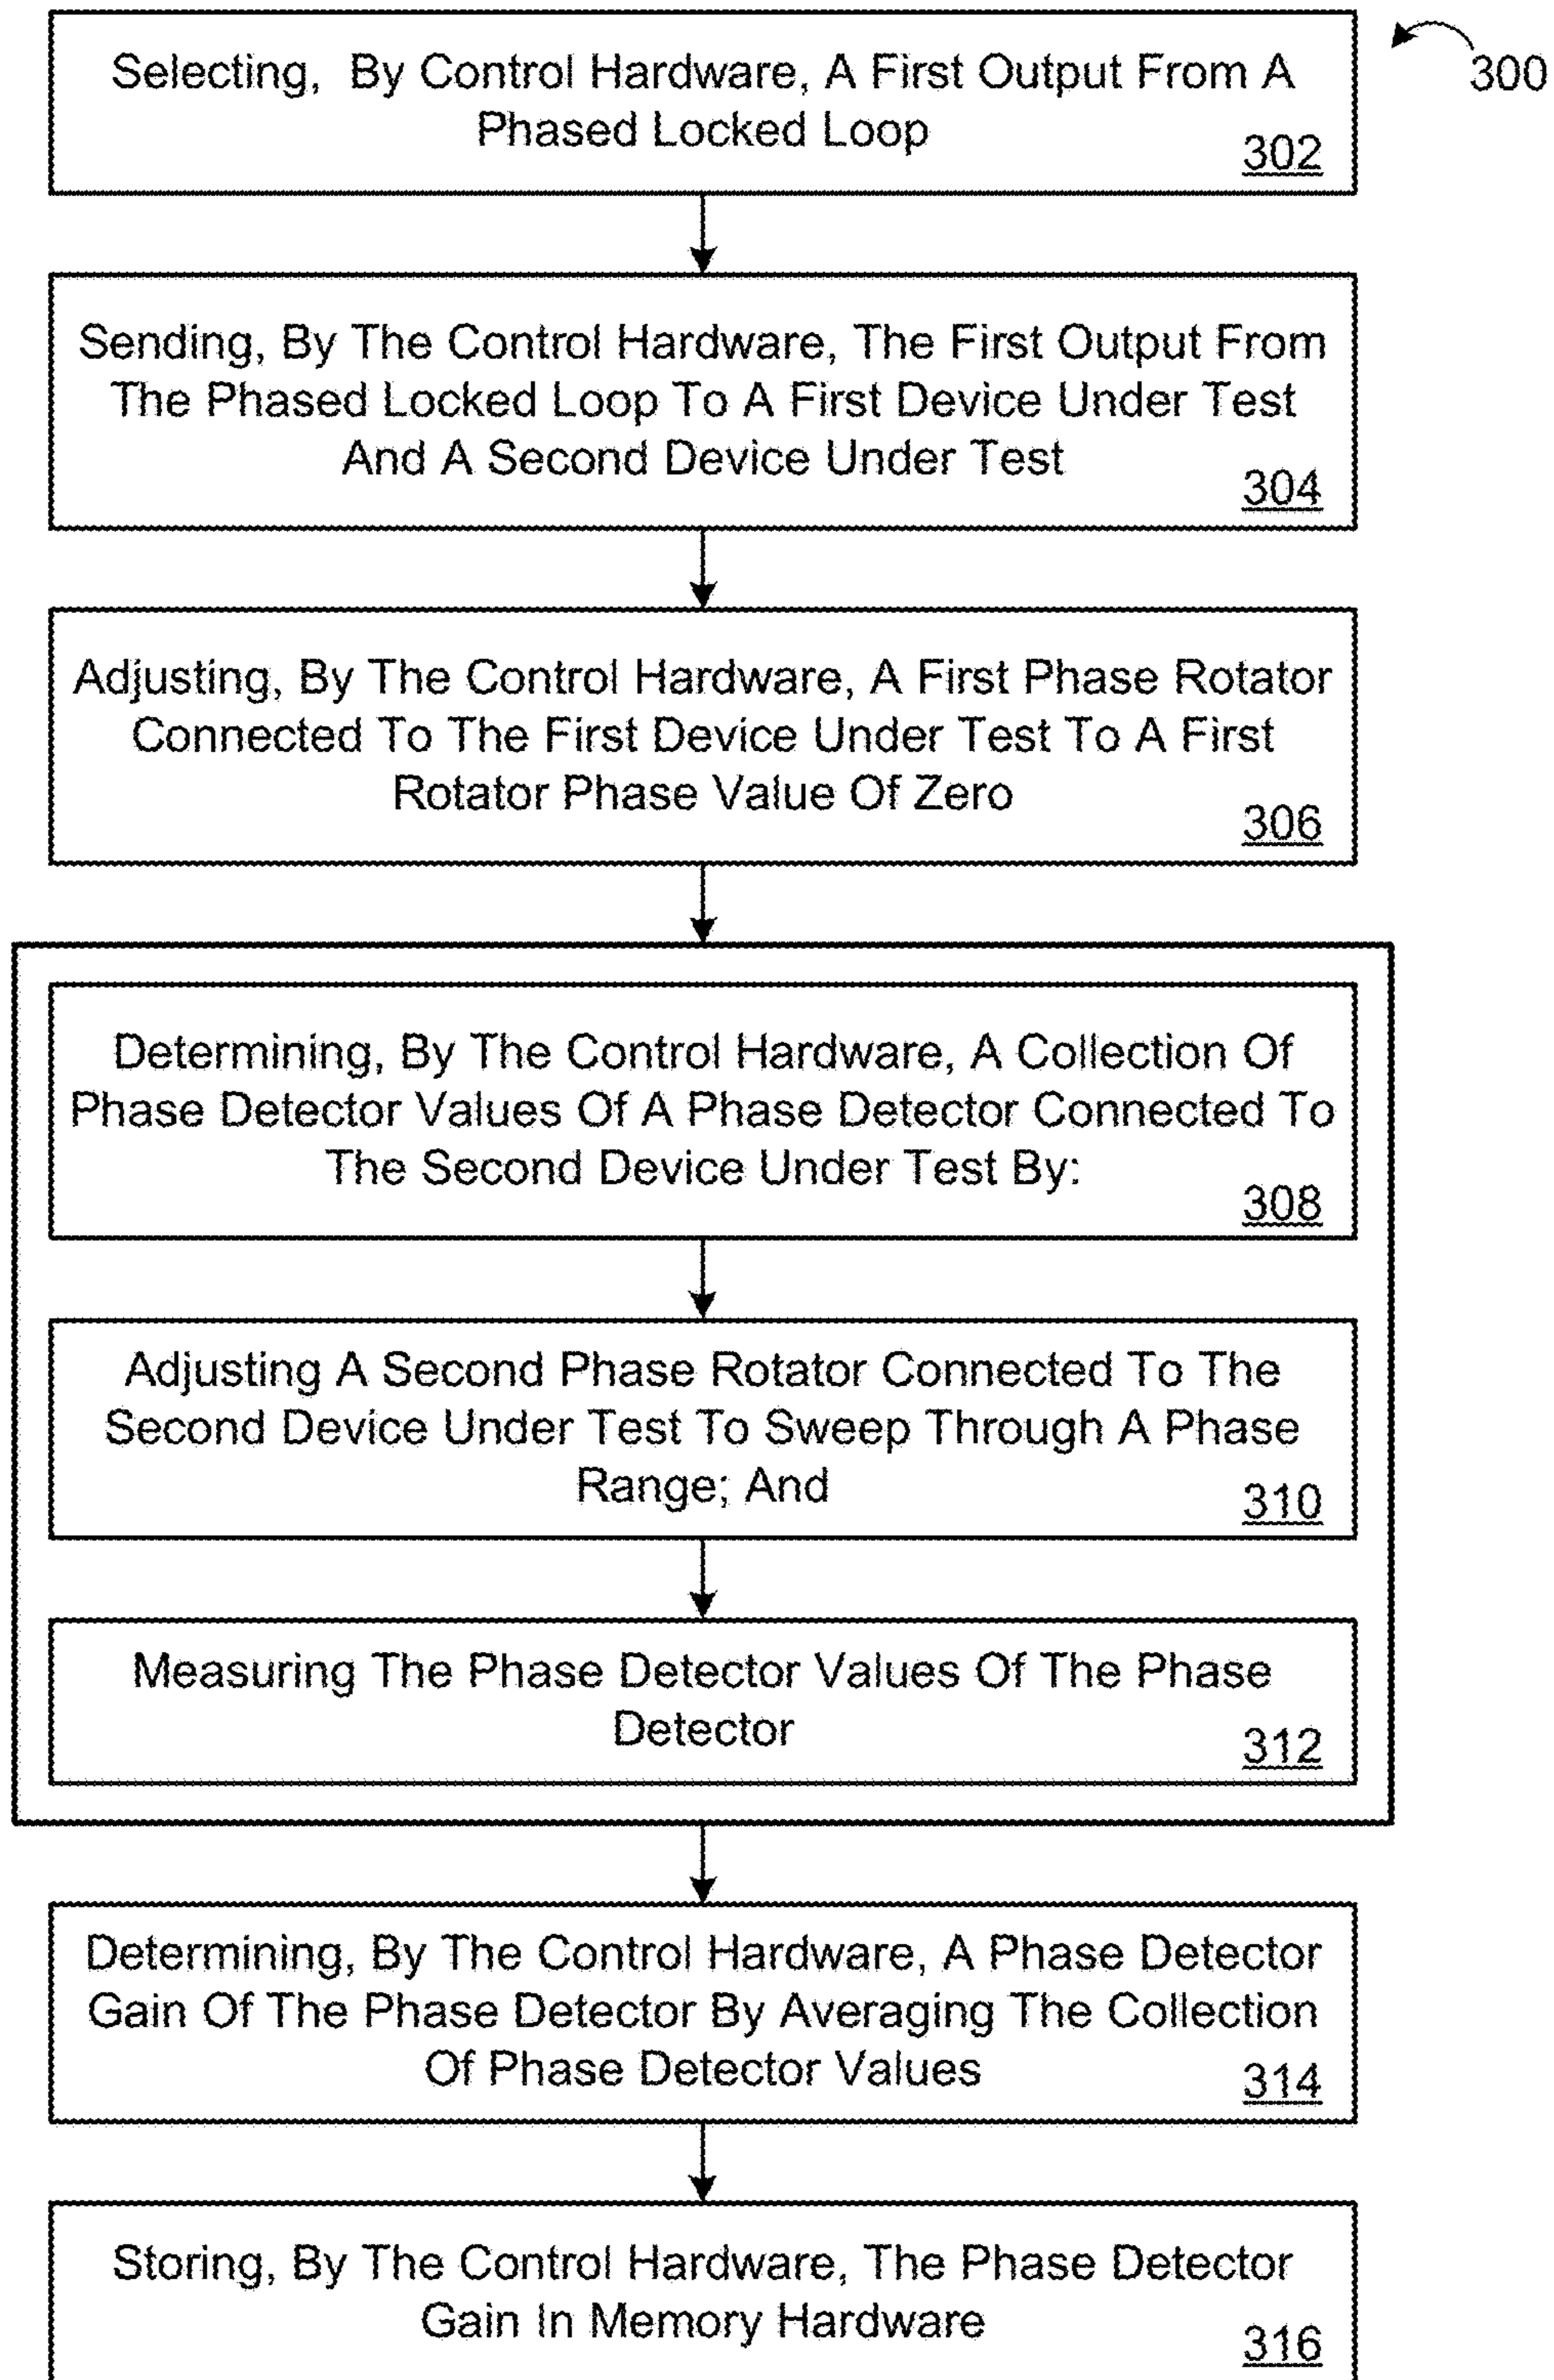 300
Selecting, By Control Hardware, A First Output From A
Phased Locked Loop
302
Sending, By The Control Hardware, The First Output From
The Phased Locked Loop To A First Device Under Test
And A Second Device Under Test
304
Adjusting, By The Control Hardware, A First Phase Rotator
Connected To The First Device Under Test To A First
Rotator Phase Value Of Zero
306
Determining, By The Control Hardware, A Collection Of
Phase Detector Values Of A Phase Detector Connected To
The Second Device Under Test By:
308
Adjusting A Second Phase Rotator Connected To The
Second Device Under Test To Sweep Through A Phase
Range; And
310
Measuring The Phase Detector Values Of The Phase
Detector
312
Determining, By The Control Hardware, A Phase Detector
Gain Of The Phase Detector By Averaging The Collection
Of Phase Detector Values
314
Storing, By The Control Hardware, The Phase Detector
Gain In Memory Hardware
316